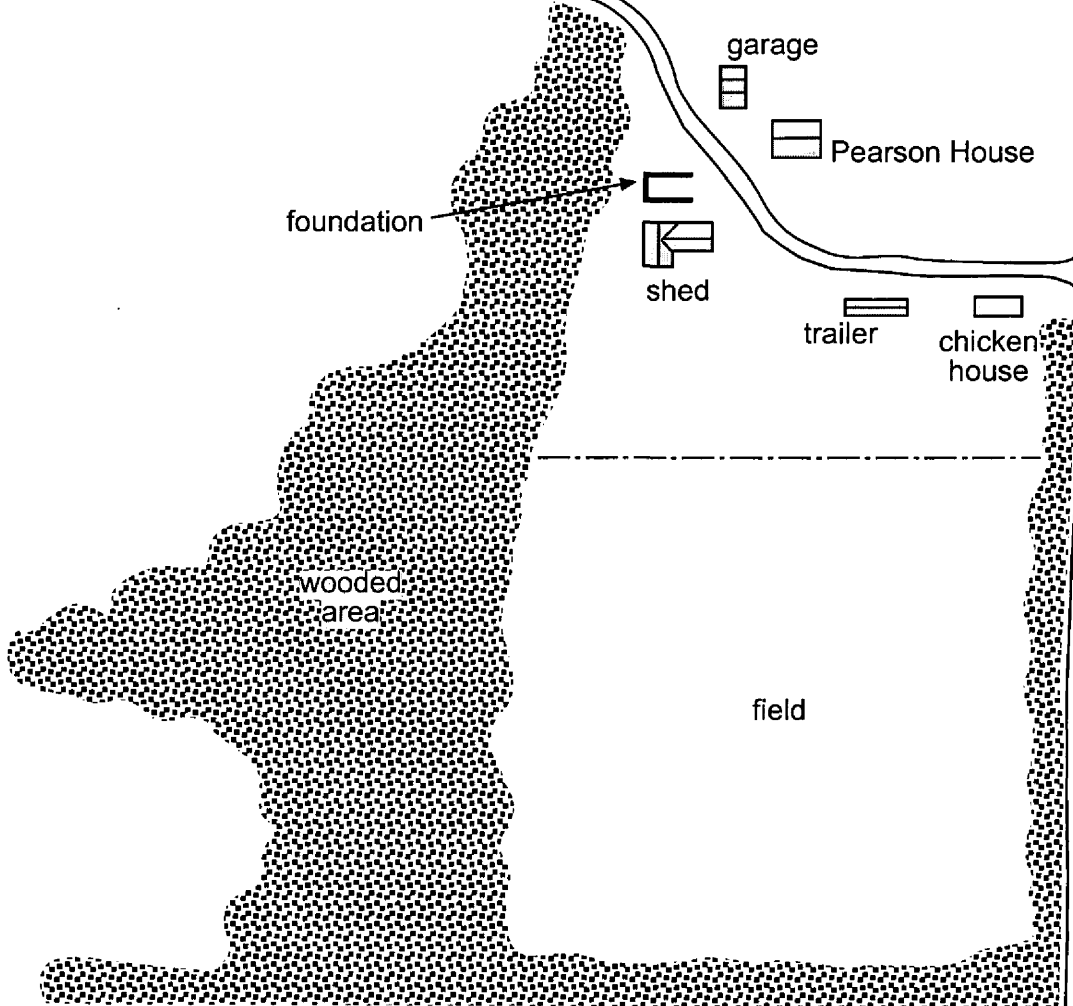 garage
Pearson House
foundation
shed
trailer
chicken
house
wooded
area
field